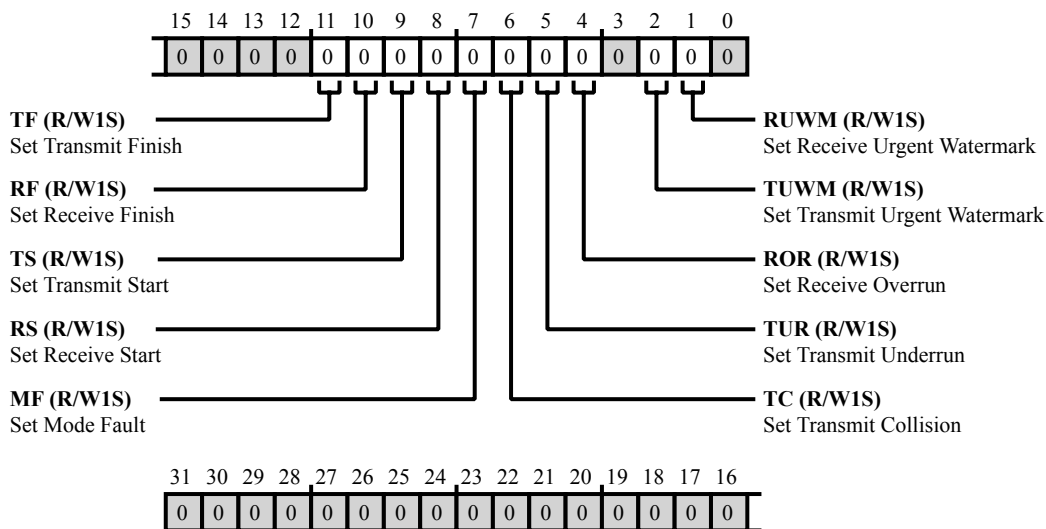 15 14 13 12 11 10 9 8 7 6 5 4 3 2 1 0
0 0 0 0 0 0 0 0 0 0 0 0 0 0 0 0
TF (R/W1S)
Set Transmit Finish
RF (R/W1S)
Set Receive Finish
TS (R/W1S)
Set Transmit Start
RS (R/W1S)
Set Receive Start
MF (R/W1S)
Set Mode Fault
RUWM (R/W1S)
Set Receive Urgent Watermark
TUWM (R/W1S)
Set Transmit Urgent Watermark
ROR (R/W1S)
Set Receive Overrun
TUR (R/W1S)
Set Transmit Underrun
TC (R/W1S)
Set Transmit Collision
31 30 29 28 27 26 25 24 23 22 21 20 19 18 17 16
0 0 0 0 0 0 0 0 0 0 0 0 0 0 0 0